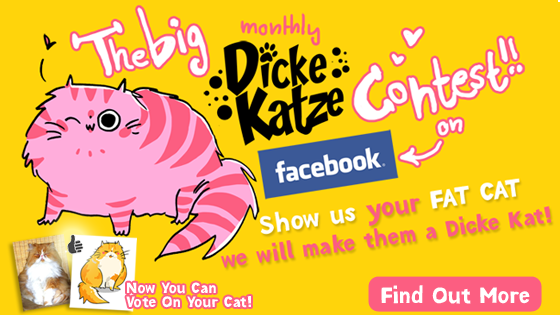 The big
monthly
Dicke
Katze
Contest!!
on
facebook
Show us your FAT CAT
we will make them a Dicke Kat!
Now You Can
Vote On Your Cat!
Find Out More